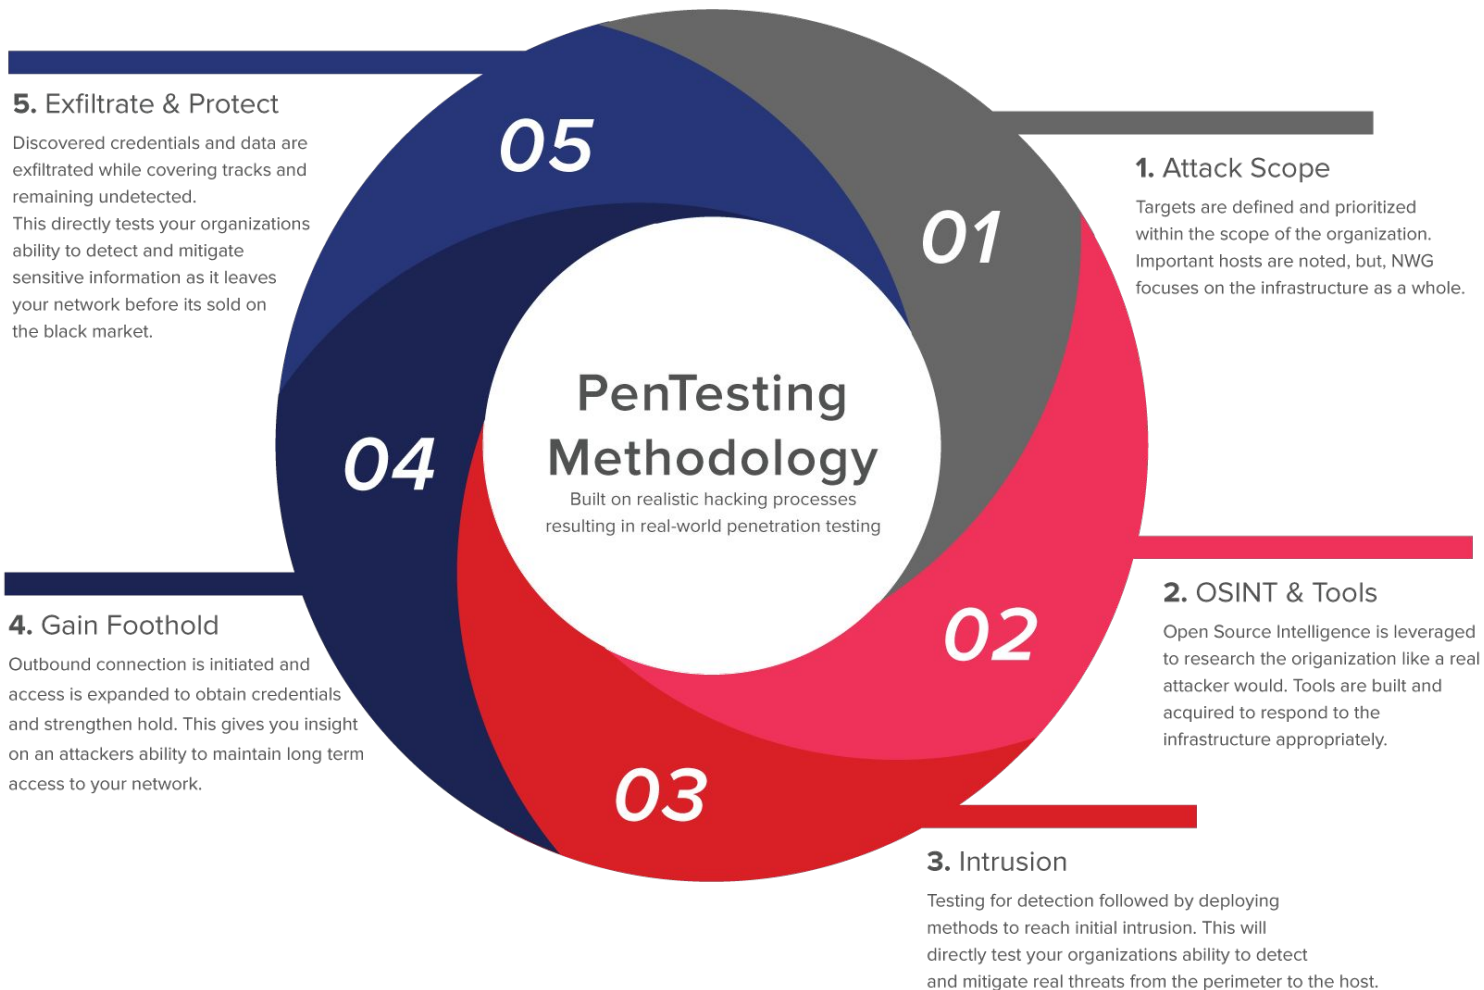 PenTesting
Methodology
Built on realistic hacking processes
resulting in real-world penetration testing
01
1. Attack Scope
Targets are defined and prioritized
within the scope of the organization.
Important hosts are noted, but, NWG
focuses on the infrastructure as a whole.
02
2. OSINT & Tools
Open Source Intelligence is leveraged
to research the origanization like a real
attacker would. Tools are built and
acquired to respond to the
infrastructure appropriately.
03
3. Intrusion
Testing for detection followed by deploying
methods to reach initial intrusion. This will
directly test your organizations ability to detect
and mitigate real threats from the perimeter to the host.
04
4. Gain Foothold
Outbound connection is initiated and
access is expanded to obtain credentials
and strengthen hold. This gives you insight
on an attackers ability to maintain long term
access to your network.
05
5. Exfiltrate & Protect
Discovered credentials and data are
exfiltrated while covering tracks and
remaining undetected.
This directly tests your organizations
ability to detect and mitigate
sensitive information as it leaves
your network before its sold on
the black market.